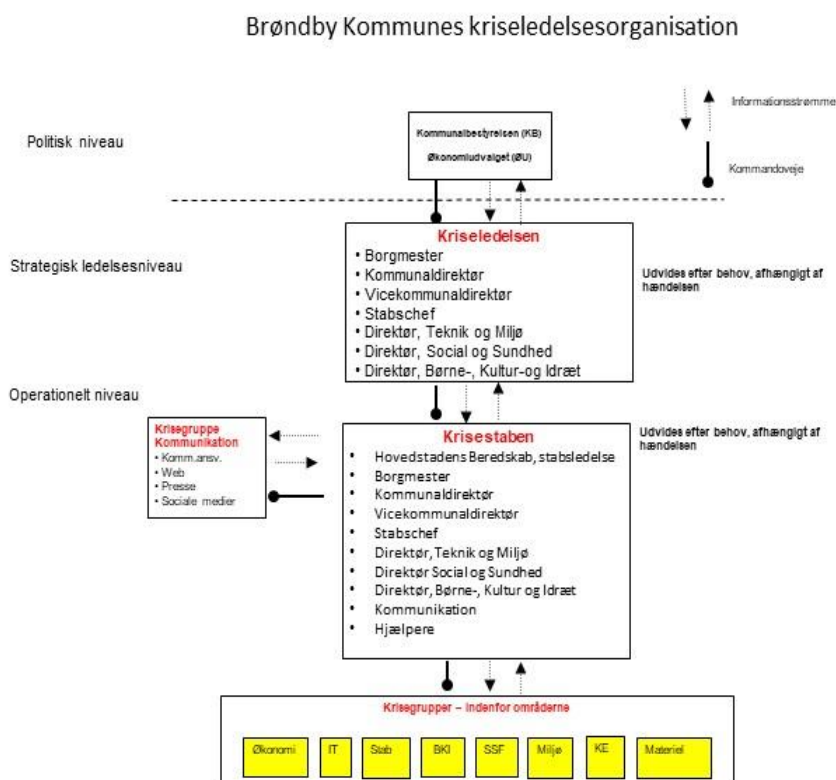 Brøndby Kommunes kriseledelsesorganisation
Informationsstrømme
Kommandoveje
Politisk niveau
Kommunalbestyrelsen (KB)
Økonomiudvalget (ØU)
Strategisk ledelsesniveau
Kriseledelsen
• Borgmester
• Kommunaldirektør
• Vicekommunaldirektør
• Stabschef
• Direktør, Teknik og Miljø
• Direktør, Social og Sundhed
• Direktør, Børne-, Kultur-og Idræt
Udvides efter behov, afhængigt af
hændelsen
Operationelt niveau
Krisegruppe
Kommunikation
• Komm.ansv.
• Web
• Presse
• Sociale medier
Krisestaben
• Hovedstadens Beredskab, stabsledelse
• Borgmester
• Kommunaldirektør
• Vicekommunaldirektør
• Stabschef
• Direktør, Teknik og Miljø
• Direktør Social og Sundhed
• Direktør, Børne-, Kultur og Idræt
• Kommunikation
• Hjælpere
Udvides efter behov, afhængigt af
hændelsen
Krisegrupper – indenfor områderne
Økonomi
IT
Stab
BKI
SSF
Miljø
KE
Materiel